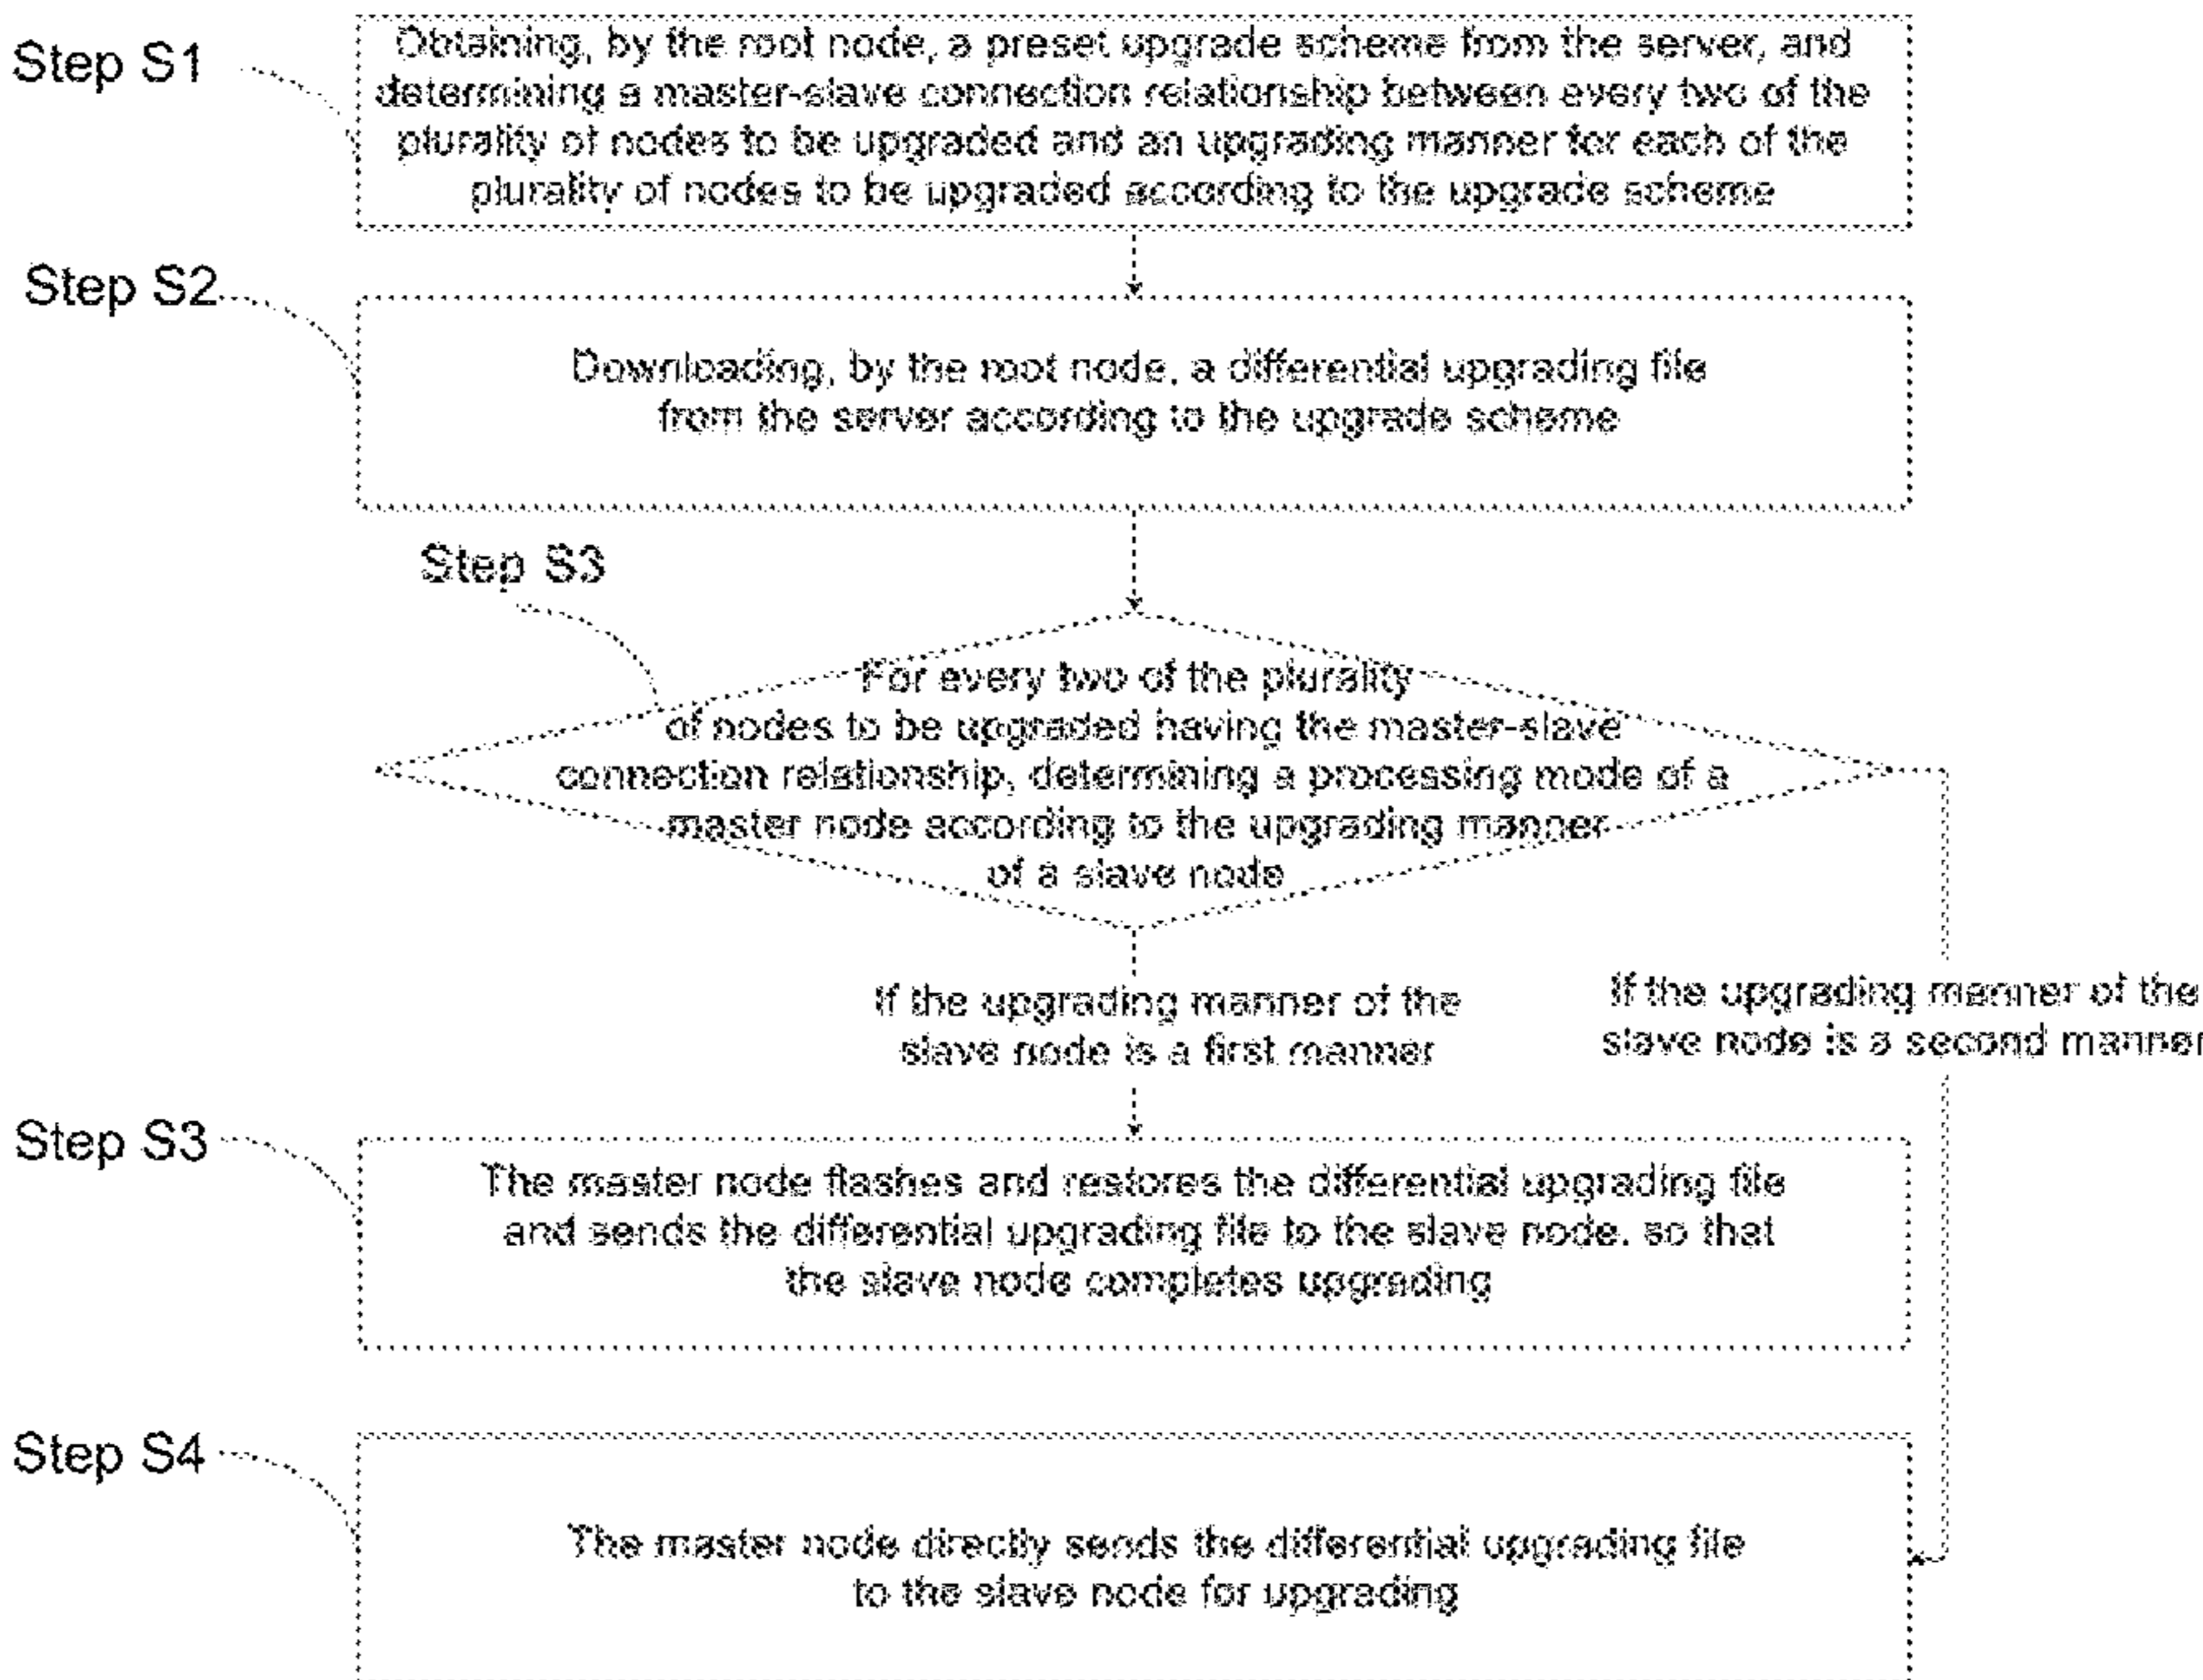 Step S1
Obtaining, by the root node, a preset upgrade scheme from the server, and
determining a master-slave connection relationship between every two of the
plurality of nodes to be upgraded and an upgrading manner for each of the
plurality of nodes to be upgraded according to the upgrade scheme
Step S2
Downloading, by the root node, a differential upgrading file
from the server according to the upgrade scheme
Step S3
For every two of the plurality
of nodes to be upgraded having the master-slave
connection relationship, determining a processing mode of a
master node according to the upgrading manner
of a slave node
If the upgrading manner of the
slave node is a first manner
If the upgrading manner of the
slave node is a second manner
Step S3
The master node flashes and restores the differential upgrading file
and sends the differential upgrading file to the slave node, so that
the slave node completes upgrading
Step S4
The master node directly sends the differential upgrading file
to the slave node for upgrading